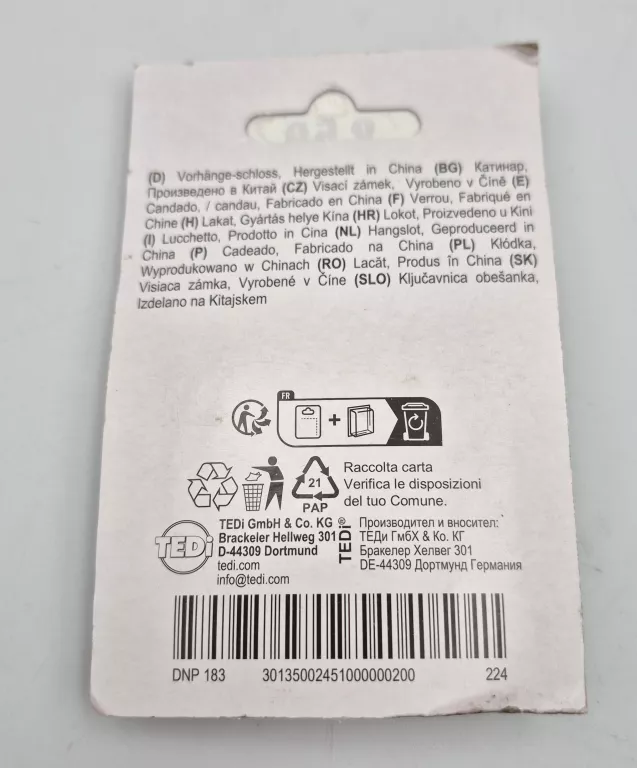 (D) Vorhänge-schloss, Hergestellt in China (BG) Катинар,
Произведено в Китай (CZ) Visací zámek, Vyrobeno v Číně (E)
Candado, / candau, Fabricado en China (F) Verrou, Fabriqué en
Chine (H) Lakat, Gyártás helye Kína (HR) Lokot, Proizvedeno u Kini
(I) Lucchetto, Prodotto in Cina (NL) Hangslot, Geproduceerd in
China (P) Cadeado, Fabricado na China (PL) Kłódka,
Wyprodukowano w Chinach (RO) Lacăt, Produs în China (SK)
Visiaca zámka, Vyrobené v Číne (SLO) Ključavnica obešanka,
Izdelano na Kitajskem
FR
+
21
PAP
Raccolta carta
Verifica le disposizioni
del tuo Comune.
TEDi
TEDi GmbH & Co. KG
Brackeler Hellweg 301
D-44309 Dortmund
tedi.com
info@tedi.com
TEDi®
Производител и вносител:
ТЕДи ГмбХ & Ко. КГ
Бракелер Хелвег 301
DE-44309 Дортмунд Германия
DNP 183 30135002451000000200 224